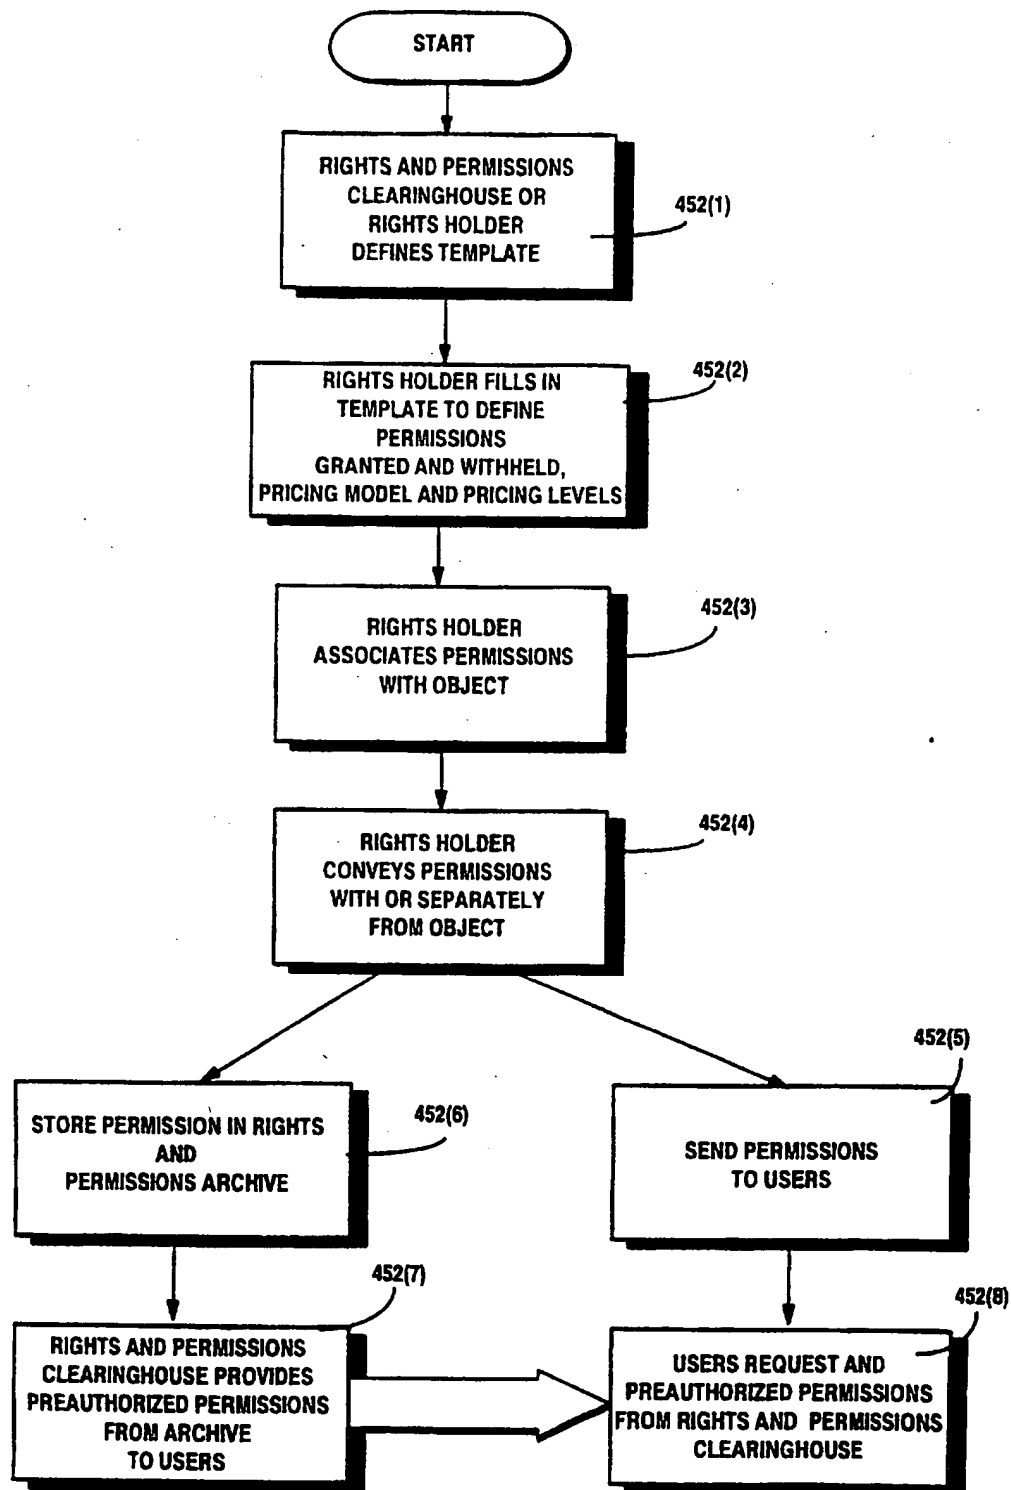 START
RIGHTS AND PERMISSIONS
CLEARINGHOUSE OR
RIGHTS HOLDER
DEFINES TEMPLATE
452(1)
RIGHTS HOLDER FILLS IN
TEMPLATE TO DEFINE
PERMISSIONS
GRANTED AND WITHHELD,
PRICING MODEL AND PRICING LEVELS
452(2)
RIGHTS HOLDER
ASSOCIATES PERMISSIONS
WITH OBJECT
452(3)
RIGHTS HOLDER
CONVEYS PERMISSIONS
WITH OR SEPARATELY
FROM OBJECT
452(4)
STORE PERMISSION IN RIGHTS
AND
PERMISSIONS ARCHIVE
452(6)
SEND PERMISSIONS
TO USERS
452(5)
RIGHTS AND PERMISSIONS
CLEARINGHOUSE PROVIDES
PREAUTHORIZED PERMISSIONS
FROM ARCHIVE
TO USERS
452(7)
USERS REQUEST AND
PREAUTHORIZED PERMISSIONS
FROM RIGHTS AND PERMISSIONS
CLEARINGHOUSE
452(8)